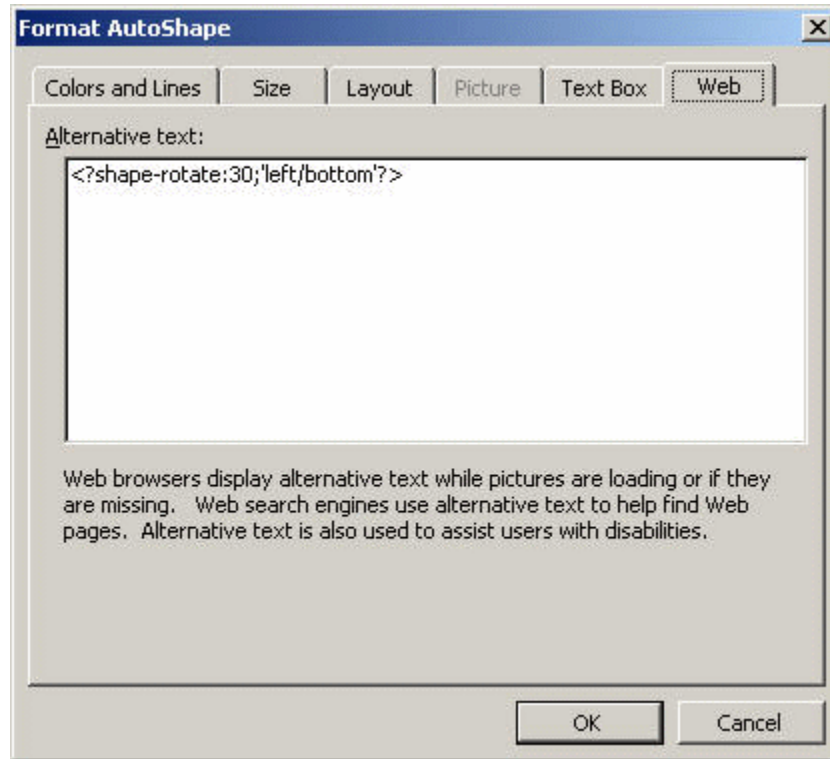 Format AutoShape
Colors and Lines Size Layout Picture Text Box Web
Alternative text:
<?shape-rotate:30;'left/bottom'?>
Web browsers display alternative text while pictures are loading or if they
are missing. Web search engines use alternative text to help find Web
pages. Alternative text is also used to assist users with disabilities.
OK Cancel